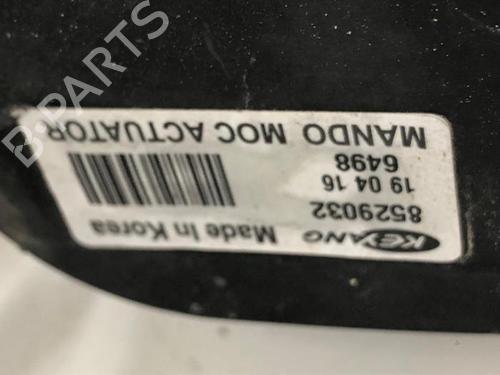 KEYANG Made In Korea
8529032
19 04 16
6498
MANDO MOC ACTUATOR
B-PARTS